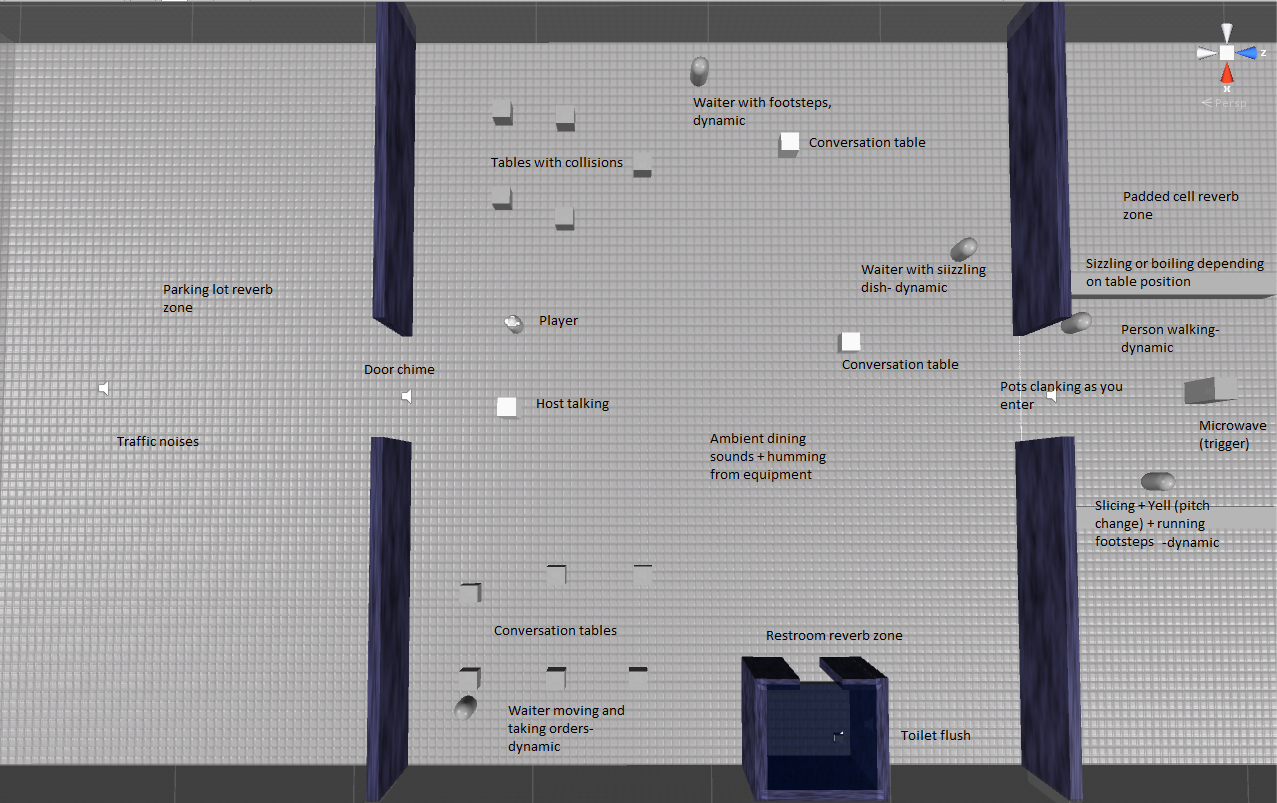 z
x
Persp
Waiter with footsteps,
dynamic
Conversation table
Tables with collisions
Padded cell reverb
zone
Waiter with siizzling
dish- dynamic
Sizzling or boiling depending
on table position
Parking lot reverb
zone
Player
Person walking-
dynamic
Door chime
Conversation table
Host talking
Pots clanking as you
enter
Traffic noises
Microwave
(trigger)
Ambient dining
sounds + humming
from equipment
Slicing + Yell (pitch
change) + running
footsteps -dynamic
Conversation tables
Restroom reverb zone
Waiter moving and
taking orders-
dynamic
Toilet flush